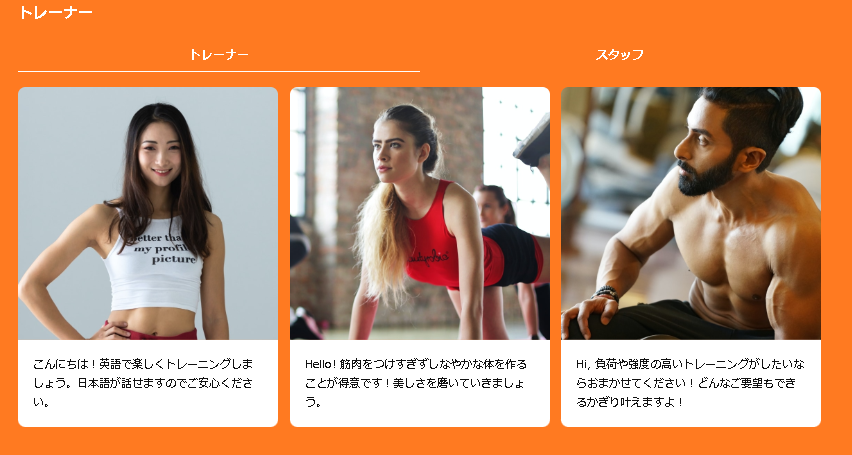 トレーナー
トレーナー
スタッフ
better than
my profile
picture
こんにちは！英語で楽しくトレーニングしま
しょう。日本語が話せますのでご安心くださ
い。
Hello! 筋肉をつけすぎずしなやかな体を作る
ことが得意です！美しさを磨いていきましょ
う。
Hi, 負荷や強度の高いトレーニングがしたいな
らおまかせてください！どんなご要望もでき
るかぎり叶えますよ！